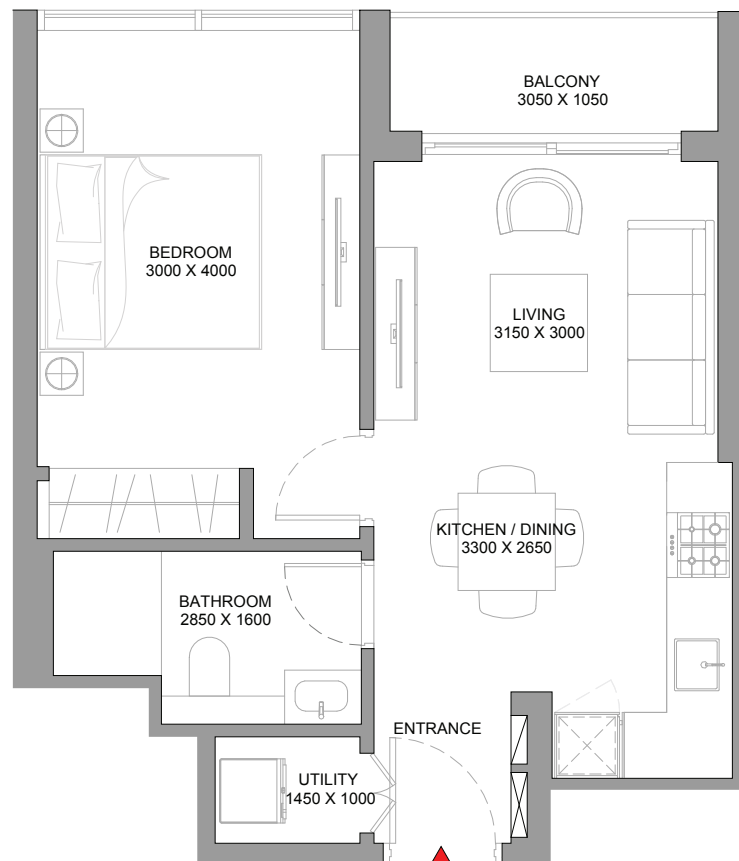 BALCONY
3050 X 1050
BEDROOM
3000 X 4000
LIVING
3150 X 3000
KITCHEN / DINING
3300 X 2650
BATHROOM
2850 X 1600
ENTRANCE
UTILITY
1450 X 1000